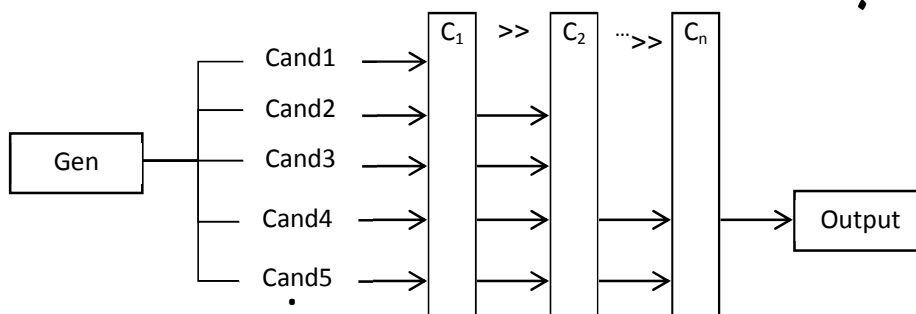 C₁ >> C₂ ...>> Cₙ
Cand1
Cand2
Gen
Cand3
Cand4
Output
Cand5